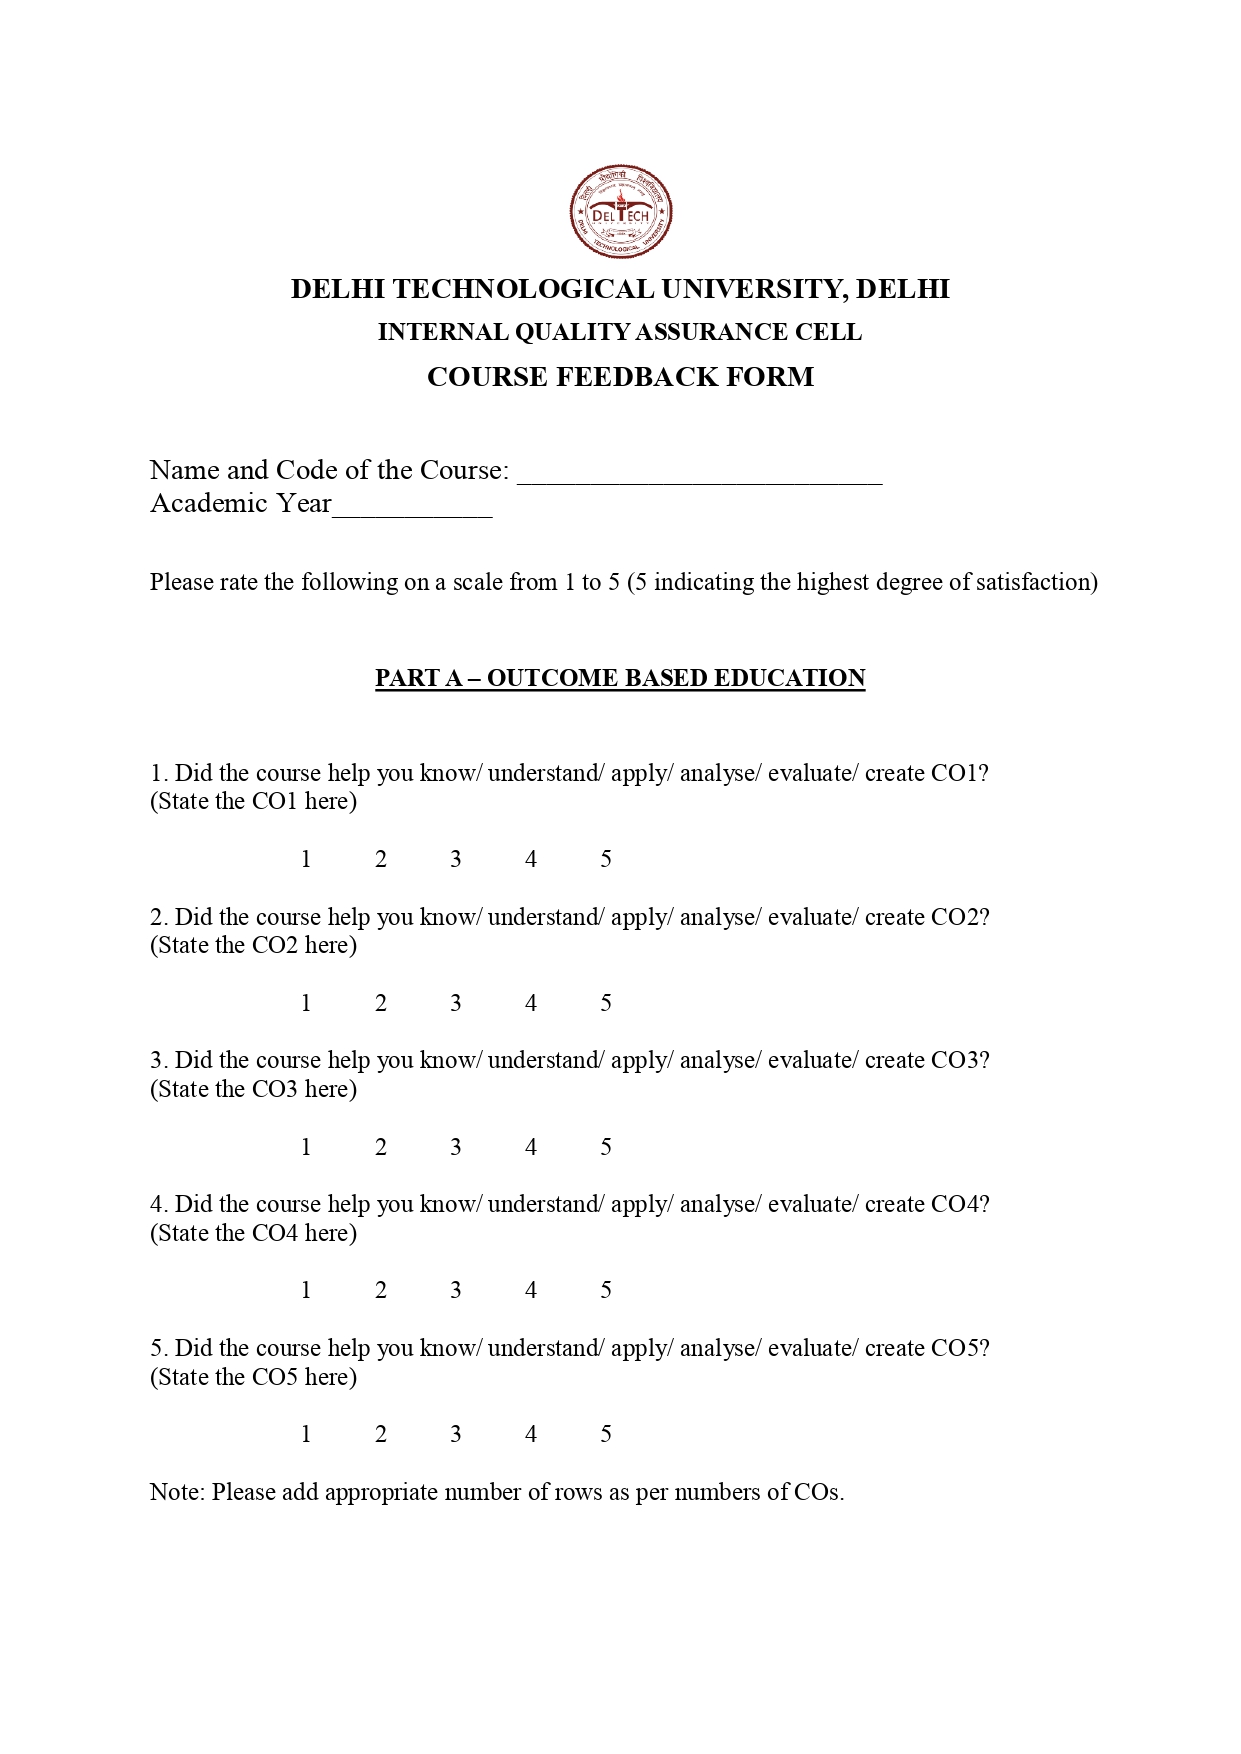 दिल्ली प्रौद्योगिकी विश्वविद्यालय
DELTECH
DELHI TECHNOLOGICAL UNIVERSITY
DELHI TECHNOLOGICAL UNIVERSITY, DELHI
INTERNAL QUALITY ASSURANCE CELL
COURSE FEEDBACK FORM
Name and Code of the Course: _________________________
Academic Year___________
Please rate the following on a scale from 1 to 5 (5 indicating the highest degree of satisfaction)
PART A – OUTCOME BASED EDUCATION
1. Did the course help you know/ understand/ apply/ analyse/ evaluate/ create CO1?
(State the CO1 here)
1 2 3 4 5
2. Did the course help you know/ understand/ apply/ analyse/ evaluate/ create CO2?
(State the CO2 here)
1 2 3 4 5
3. Did the course help you know/ understand/ apply/ analyse/ evaluate/ create CO3?
(State the CO3 here)
1 2 3 4 5
4. Did the course help you know/ understand/ apply/ analyse/ evaluate/ create CO4?
(State the CO4 here)
1 2 3 4 5
5. Did the course help you know/ understand/ apply/ analyse/ evaluate/ create CO5?
(State the CO5 here)
1 2 3 4 5
Note: Please add appropriate number of rows as per numbers of COs.